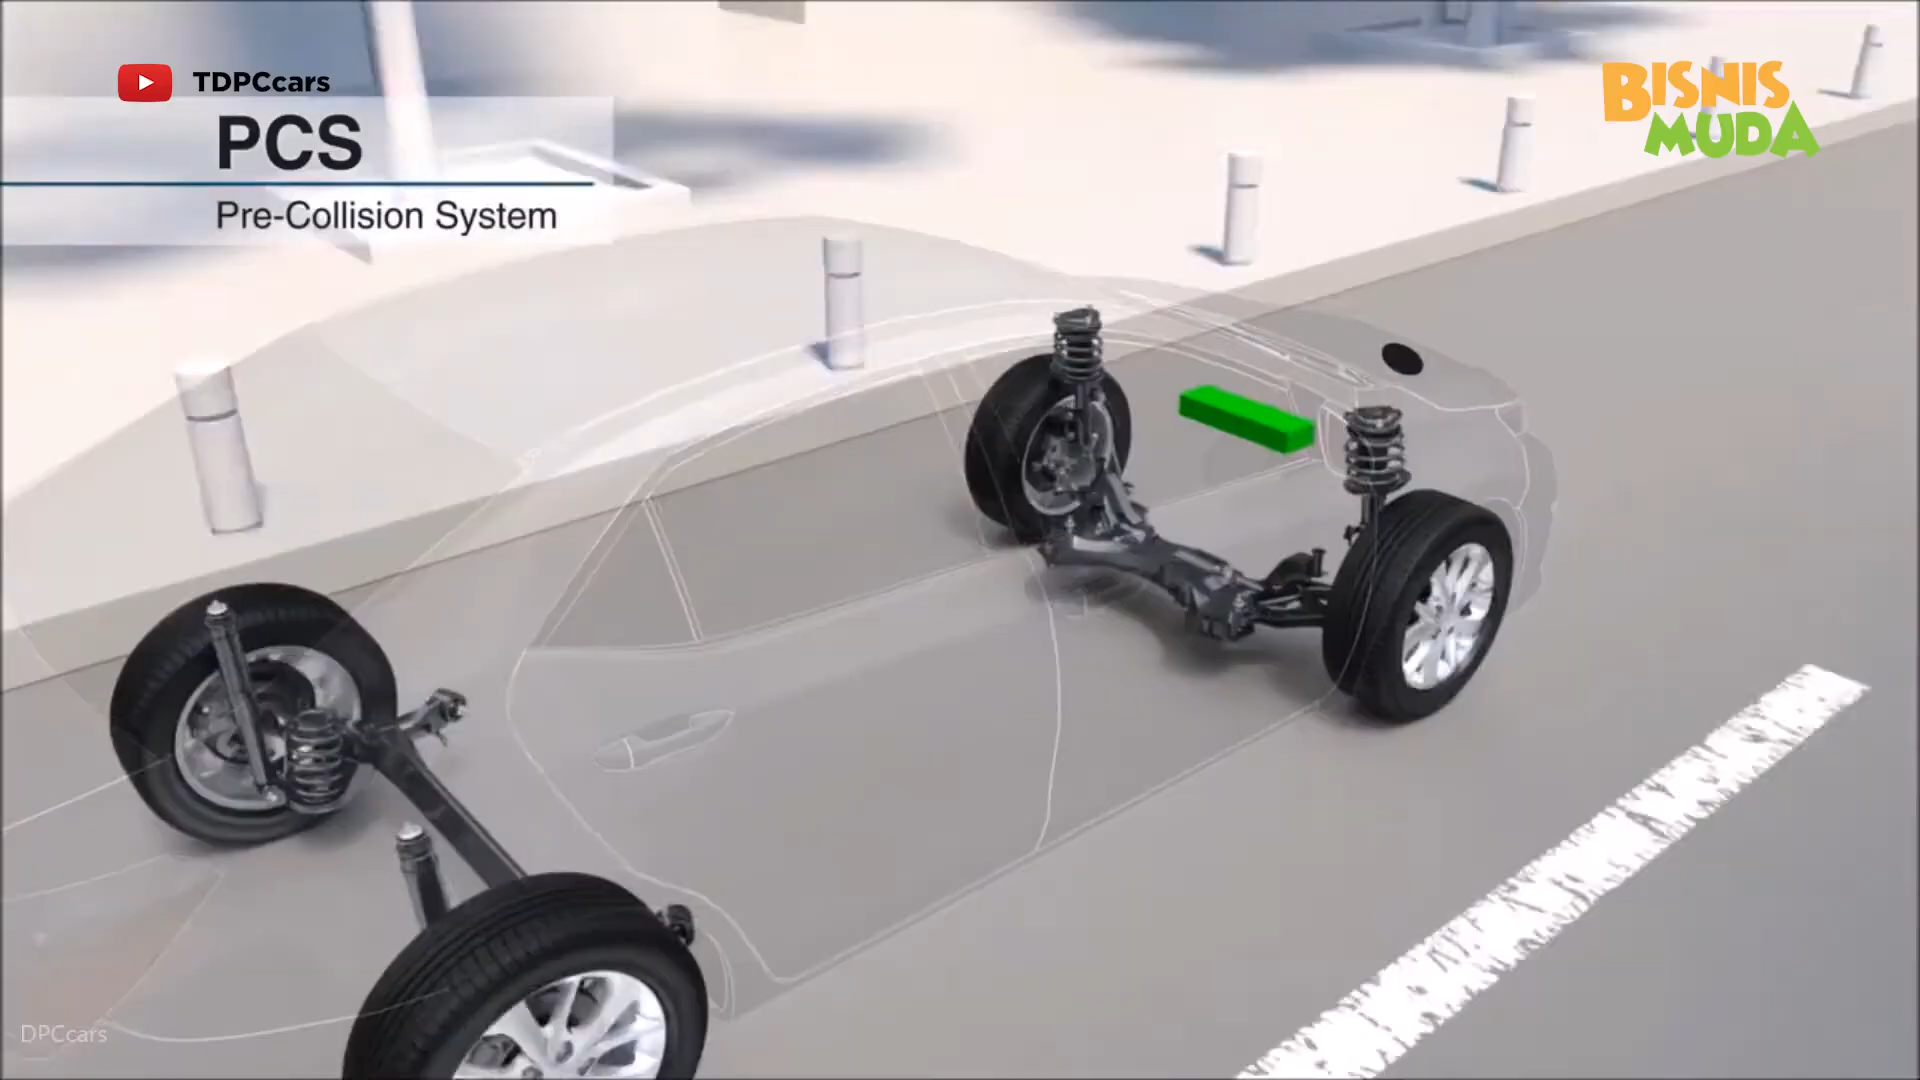 TDPCcars
PCS
Pre-Collision System
BISNIS
MUDA
DPCcars